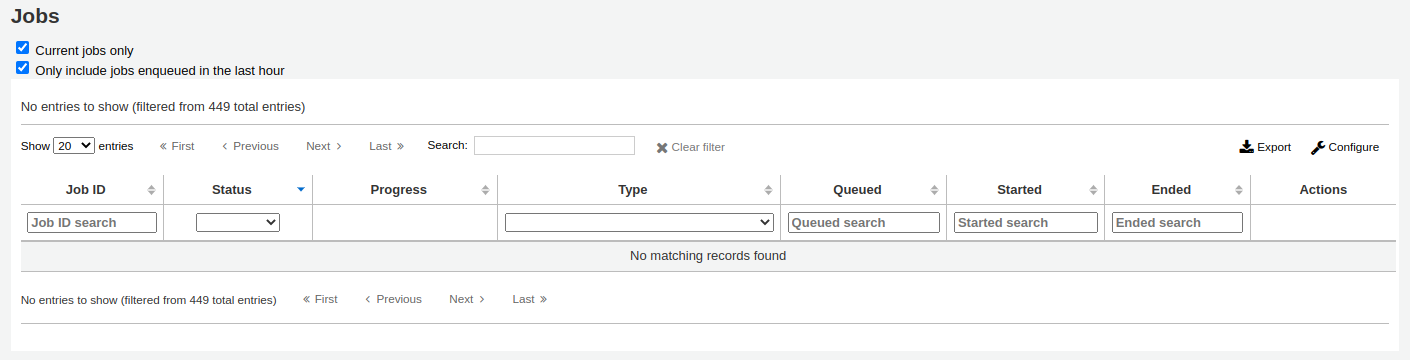 Jobs
Current jobs only
Only include jobs enqueued in the last hour
No entries to show (filtered from 449 total entries)
Show 20 entries « First ‹ Previous Next › Last » Search: Clear filter Export Configure
Job ID Status Progress Type Queued Started Ended Actions
Job ID search Queued search Started search Ended search
No matching records found
No entries to show (filtered from 449 total entries) « First ‹ Previous Next › Last »